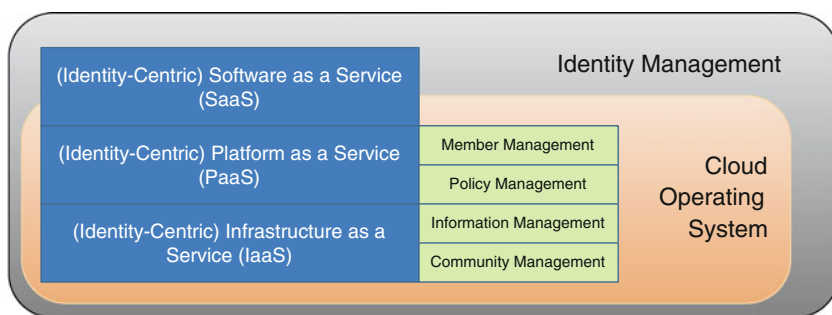 (Identity-Centric) Software as a Service
(SaaS)
Identity Management
(Identity-Centric) Platform as a Service
(PaaS)
Member Management
Policy Management
Cloud
Operating
System
(Identity-Centric) Infrastructure as a
Service (IaaS)
Information Management
Community Management